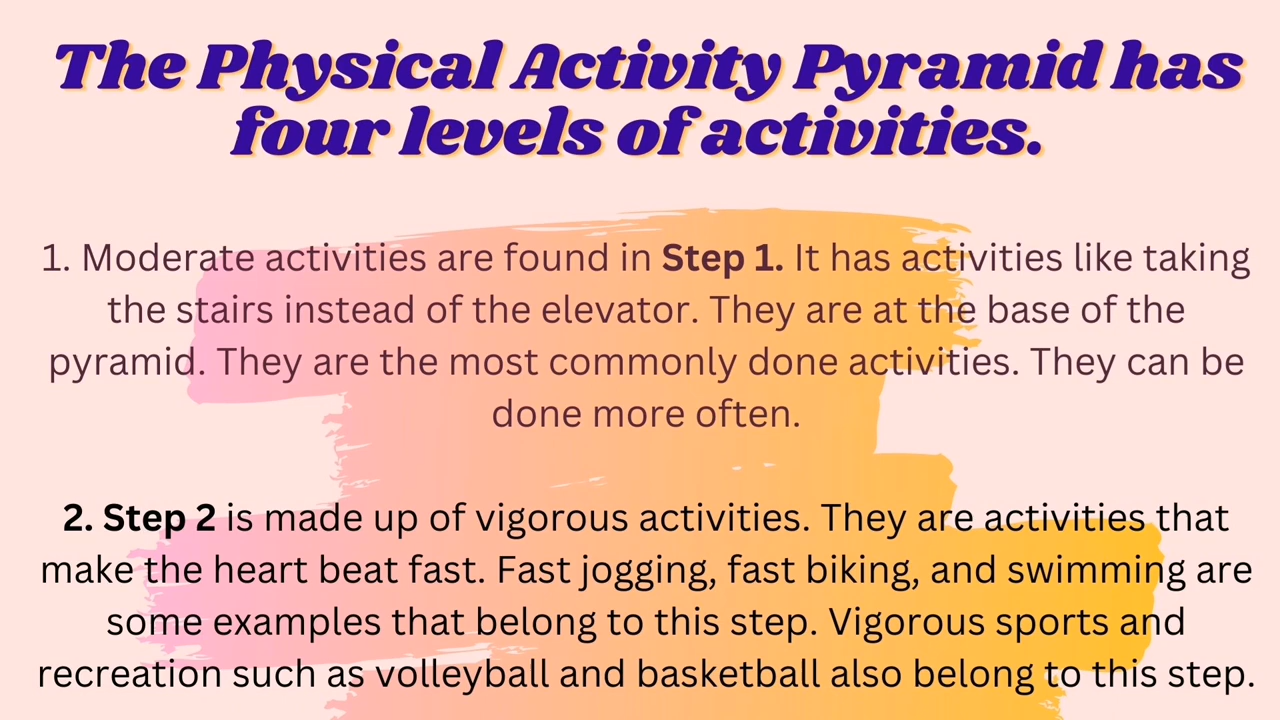 The Physical Activity Pyramid has
four levels of activities.
1. Moderate activities are found in Step 1. It has activities like taking
the stairs instead of the elevator. They are at the base of the
pyramid. They are the most commonly done activities. They can be
done more often.
2. Step 2 is made up of vigorous activities. They are activities that
make the heart beat fast. Fast jogging, fast biking, and swimming are
some examples that belong to this step. Vigorous sports and
recreation such as volleyball and basketball also belong to this step.